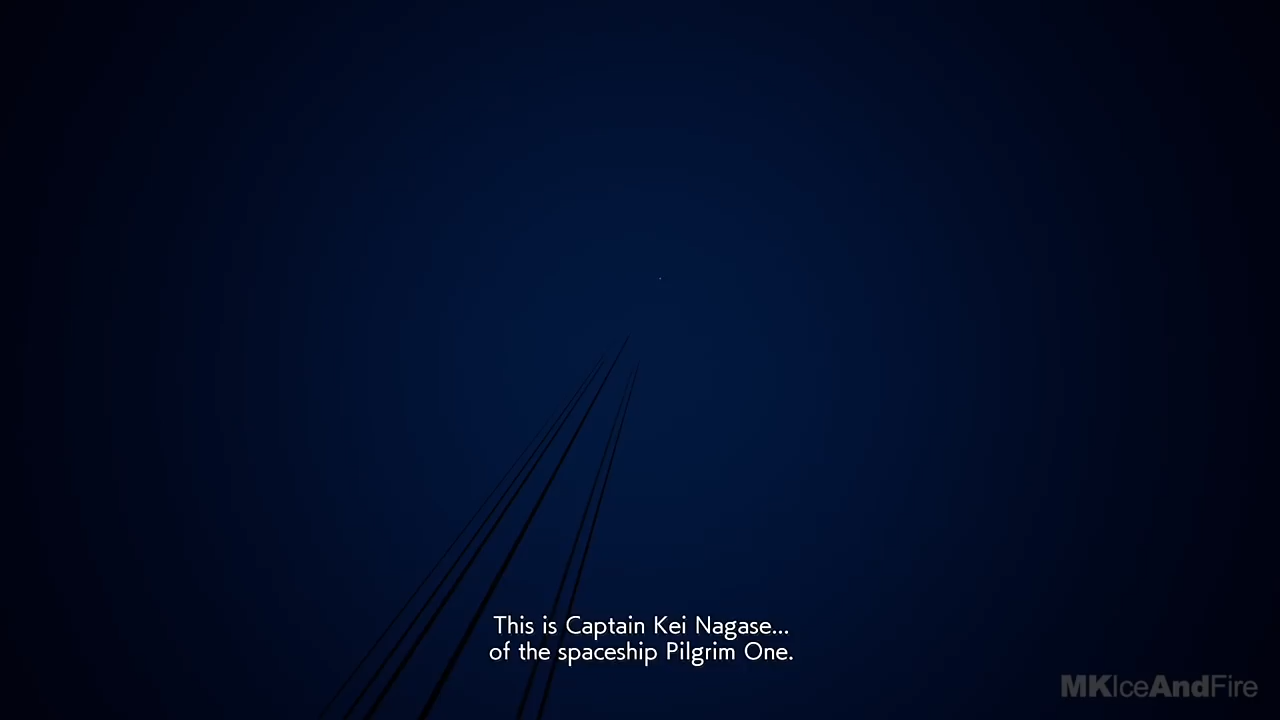 This is Captain Kei Nagase...
of the spaceship Pilgrim One.
MKIceAndFire